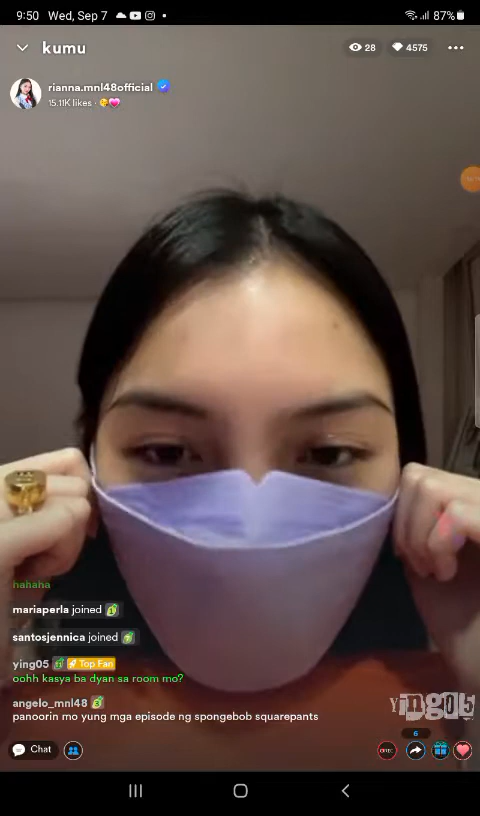 9:50 Wed, Sep 7 87%
kumu 28 4575
rianna.mnl48official
15.11K likes
hahaha
mariaperla joined
santosjennica joined
ying05 Top Fan
oohh kasya ba dyan sa room mo?
angelo_mnl48
panoorin mo yung mga episode ng spongebob squarepants
Ying05
6
Chat